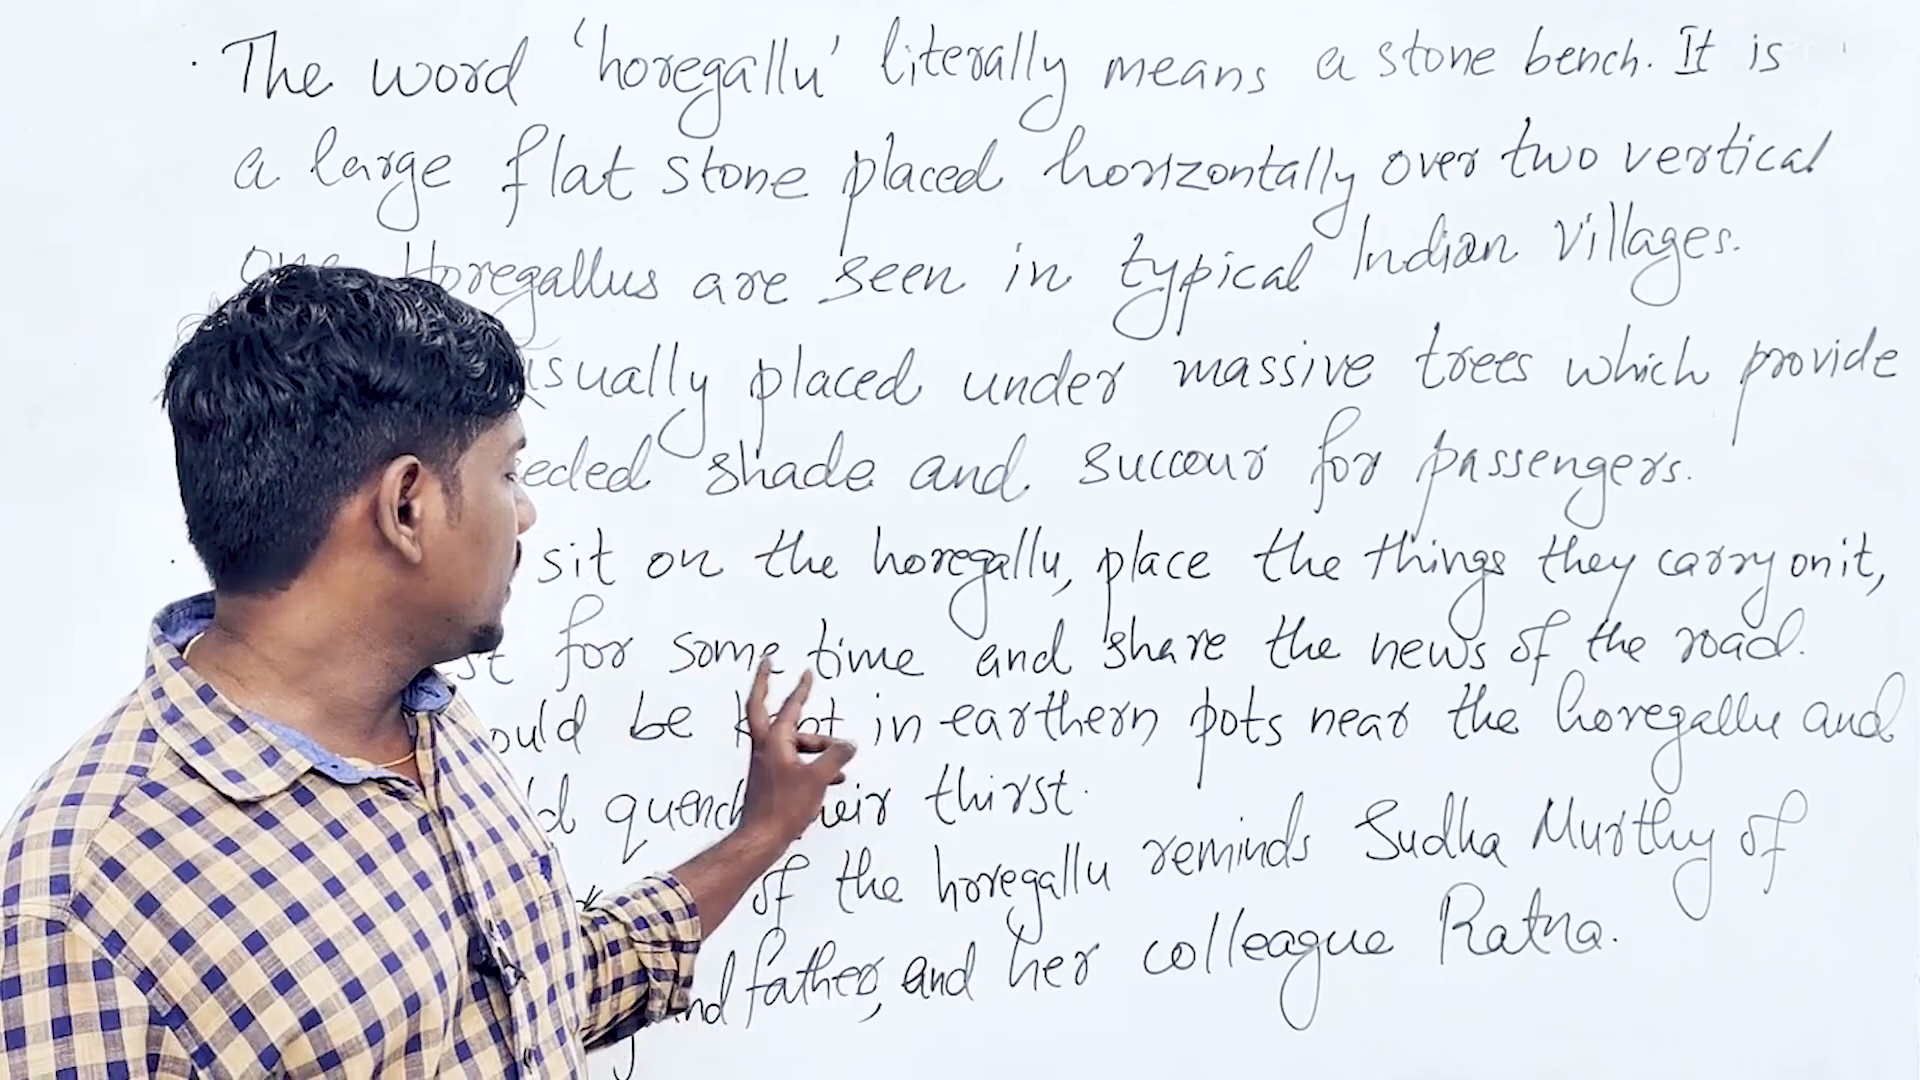 The word 'horegallu' literally means a stone bench. It is
a large flat stone placed horizontally over two vertical
one. Horegallus are seen in typical Indian villages.
usually placed under massive trees which provide
shade and succour for passengers.
sit on the horegallu, place the things they carry on it,
for some time and share the news of the road.
be kept in earthern pots near the horegallu and
quench their thirst.
of the horegallu reminds Sudha Murthy of
father, and her colleague Ratna.